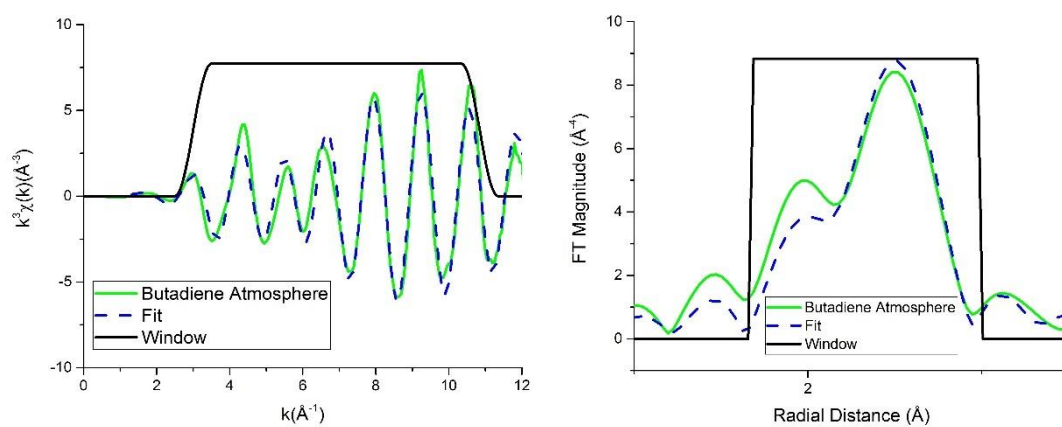 10
5
0
-5
-10
k³χ(k)(Å⁻³)
Butadiene Atmosphere
Fit
Window
0
2
4
6
8
10
12
k(Å⁻¹)
10
8
6
4
2
0
FT Magnitude (Å⁻⁴)
Butadiene Atmosphere
Fit
Window
2
Radial Distance (Å)